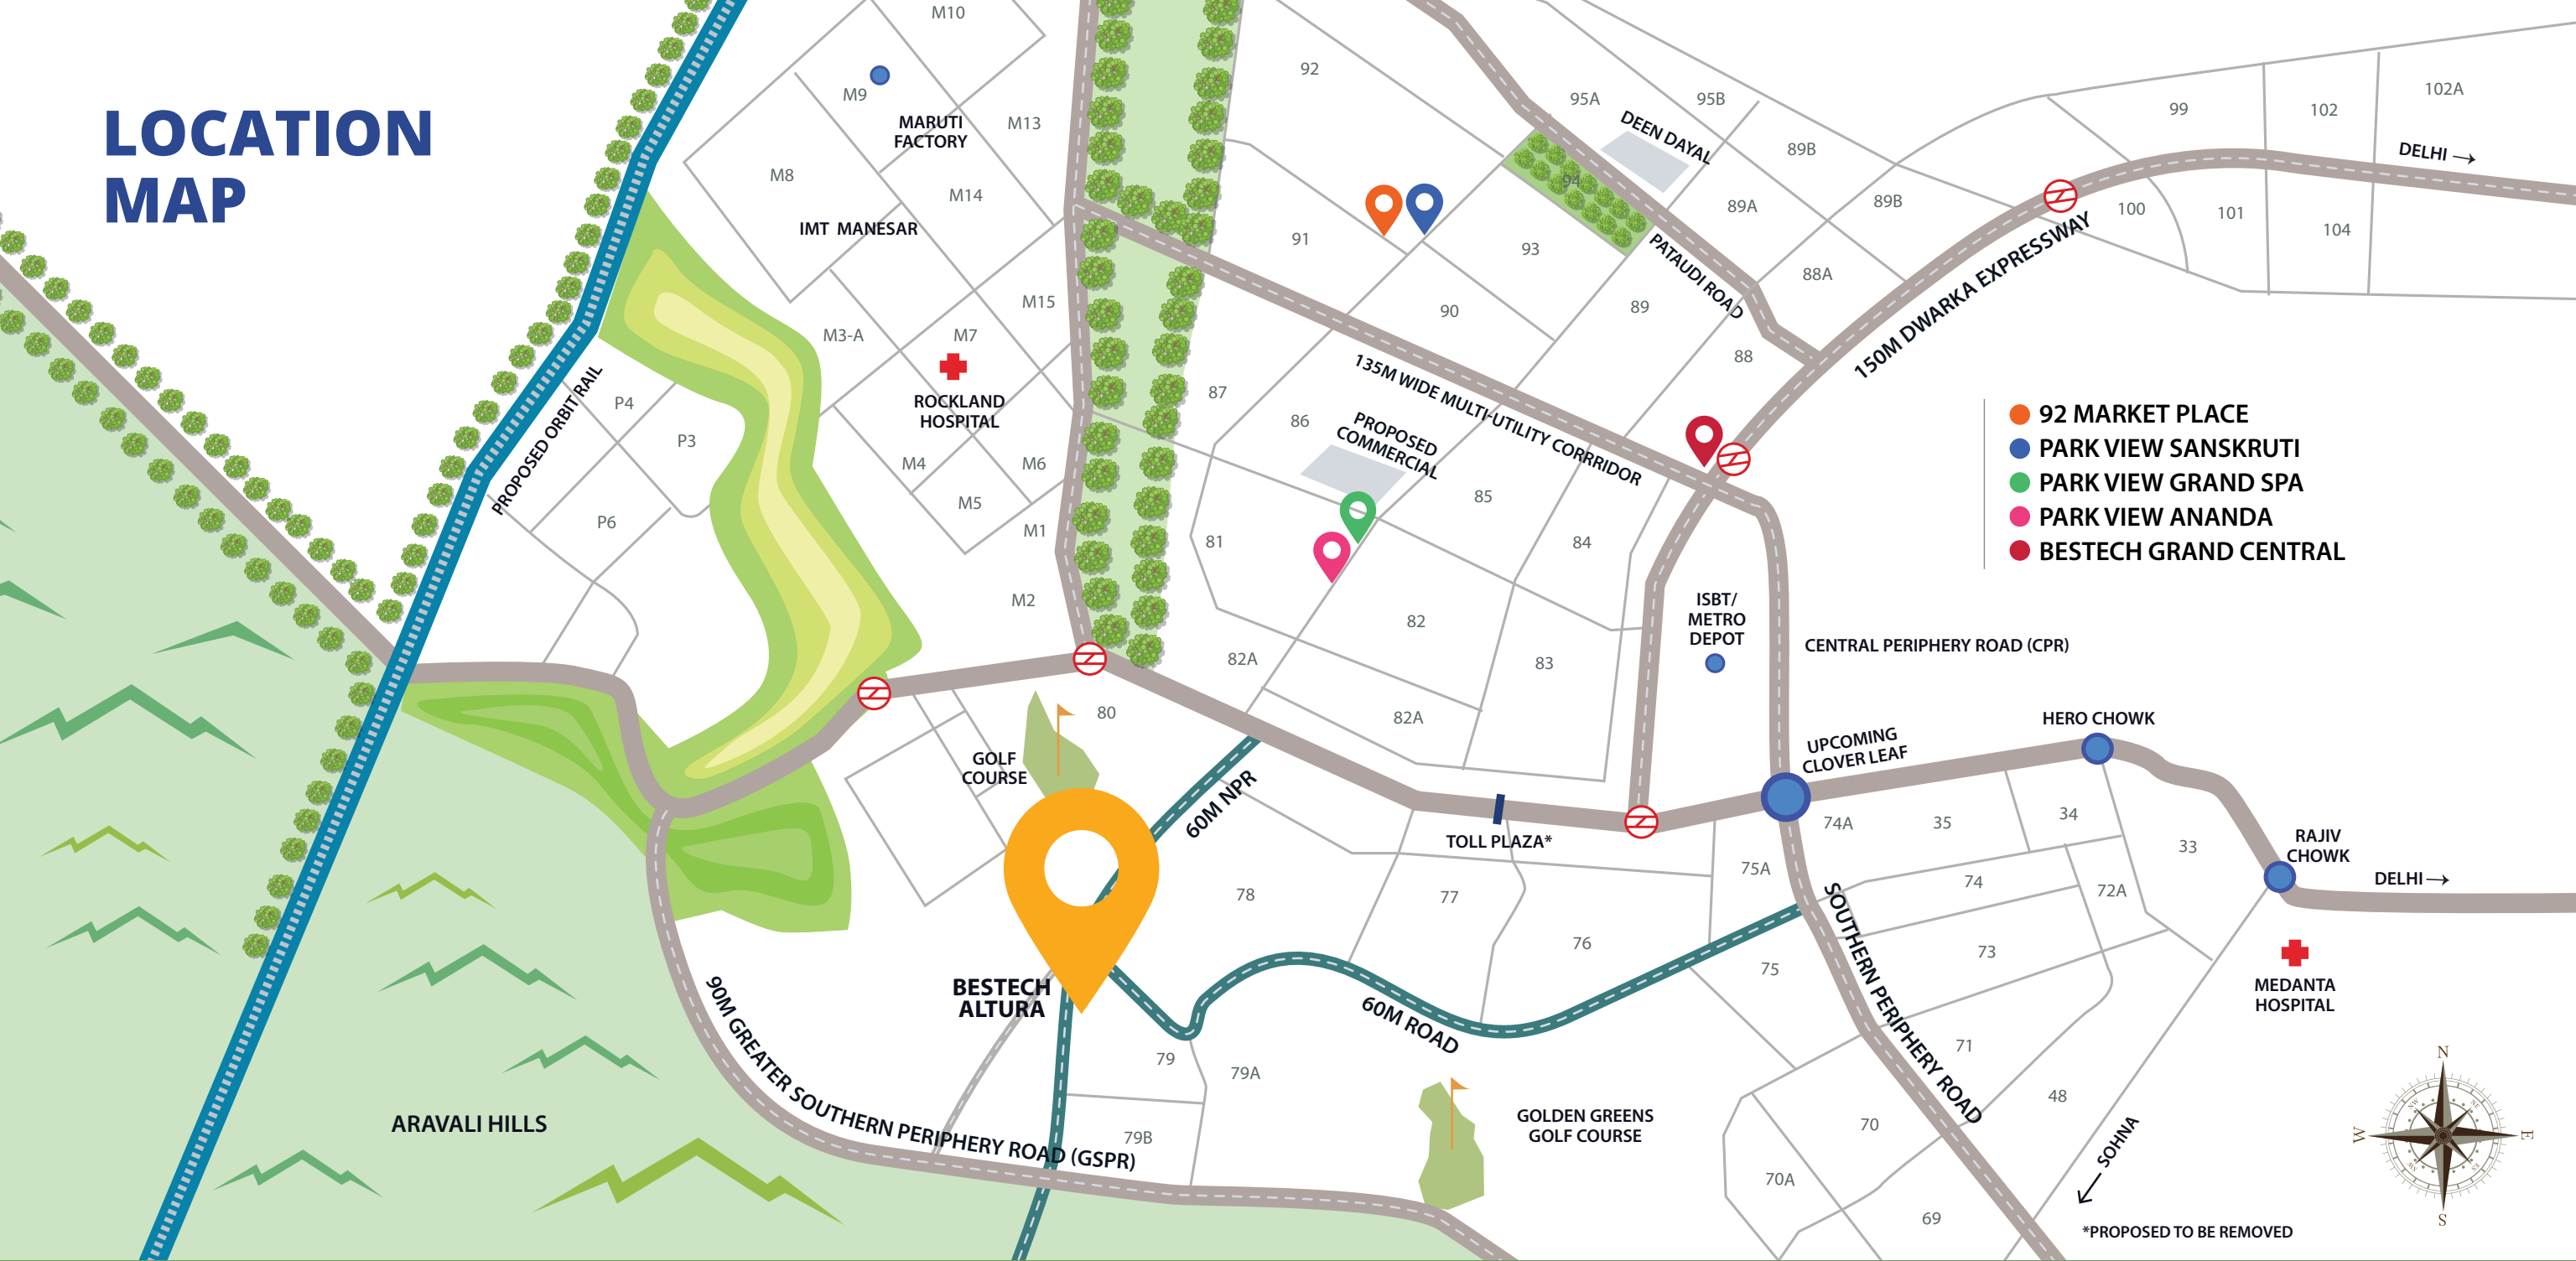 LOCATION
MAP
M10
M9
MARUTI
FACTORY
M13
M8
M14
IMT MANESAR
M15
M3-A
M7
ROCKLAND
HOSPITAL
M4
M6
M5
M1
M2
P4
P3
P6
PROPOSED ORBIT RAIL
92
95A
95B
DEEN DAYAL
89B
94
89A
89B
91
93
PATAUDI ROAD
88A
90
89
88
99
102
102A
DELHI →
100
101
104
150M DWARKA EXPRESSWAY
135M WIDE MULTI-UTILITY CORRRIDOR
87
86
PROPOSED
COMMERCIAL
85
84
81
82
82A
83
82A
ISBT/
METRO
DEPOT
92 MARKET PLACE
PARK VIEW SANSKRUTI
PARK VIEW GRAND SPA
PARK VIEW ANANDA
BESTECH GRAND CENTRAL
CENTRAL PERIPHERY ROAD (CPR)
UPCOMING
CLOVER LEAF
HERO CHOWK
80
GOLF
COURSE
60M NPR
TOLL PLAZA*
74A
35
34
33
RAJIV
CHOWK
DELHI →
75A
74
72A
78
77
76
75
73
SOUTHERN PERIPHERY ROAD
MEDANTA
HOSPITAL
BESTECH
ALTURA
60M ROAD
79
79A
79B
71
48
70
70A
69
90M GREATER SOUTHERN PERIPHERY ROAD (GSPR)
ARAVALI HILLS
GOLDEN GREENS
GOLF COURSE
← SOHNA
*PROPOSED TO BE REMOVED
N
W
E
S
NW
NE
SW
SE